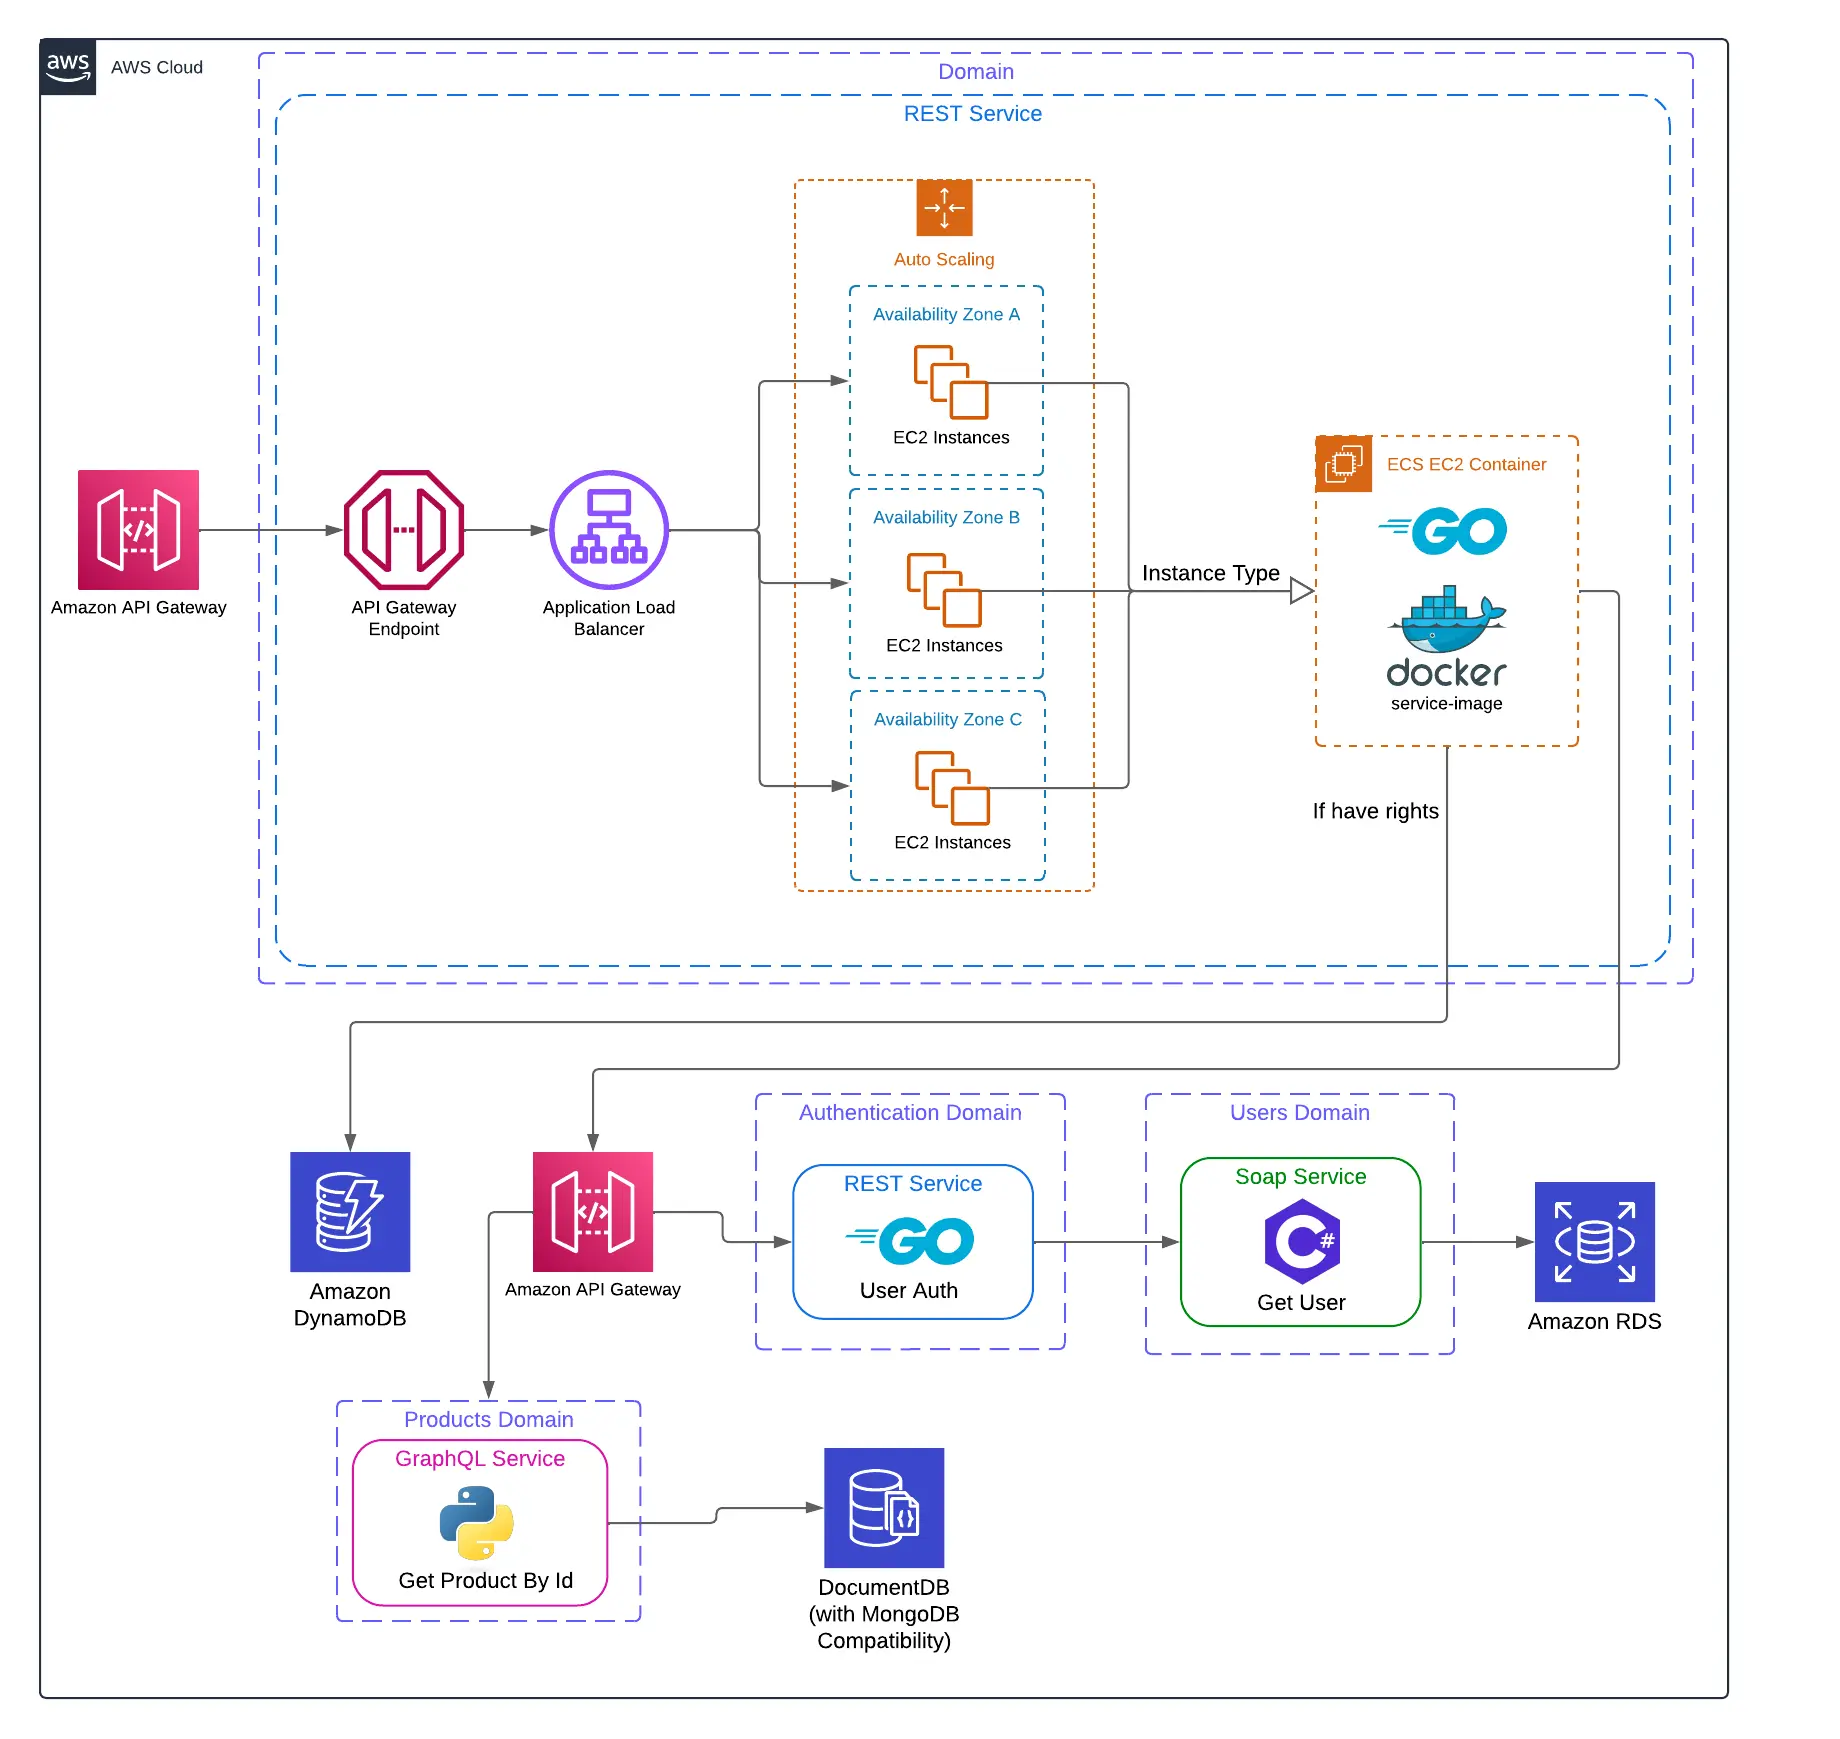 aws
AWS Cloud
Domain
REST Service
Auto Scaling
Availability Zone A
EC2 Instances
Availability Zone B
EC2 Instances
Availability Zone C
EC2 Instances
Amazon API Gateway
API Gateway
Endpoint
Application Load
Balancer
Instance Type
ECS EC2 Container
GO
docker
service-image
If have rights
Amazon
DynamoDB
</>
Amazon API Gateway
Authentication Domain
REST Service
GO
User Auth
Users Domain
Soap Service
C#
Get User
Amazon RDS
Products Domain
GraphQL Service
Get Product By Id
{}
DocumentDB
(with MongoDB
Compatibility)